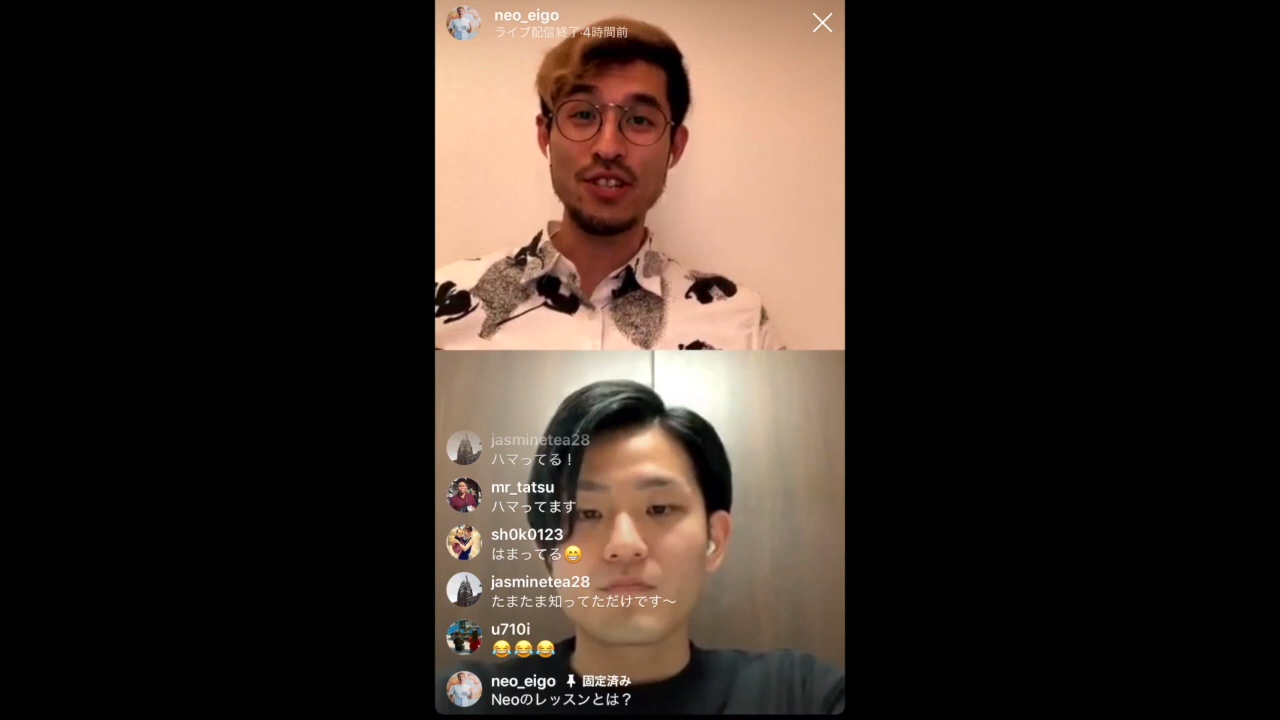 neo_eigo
ライブ配信終了·4時間前
jasminetea28
ハマってる！
mr_tatsu
ハマってます
sh0k0123
はまってる😁
jasminetea28
たまたま知ってただけです〜
u710i
😂😂😂
neo_eigo 📌 固定済み
Neoのレッスンとは？